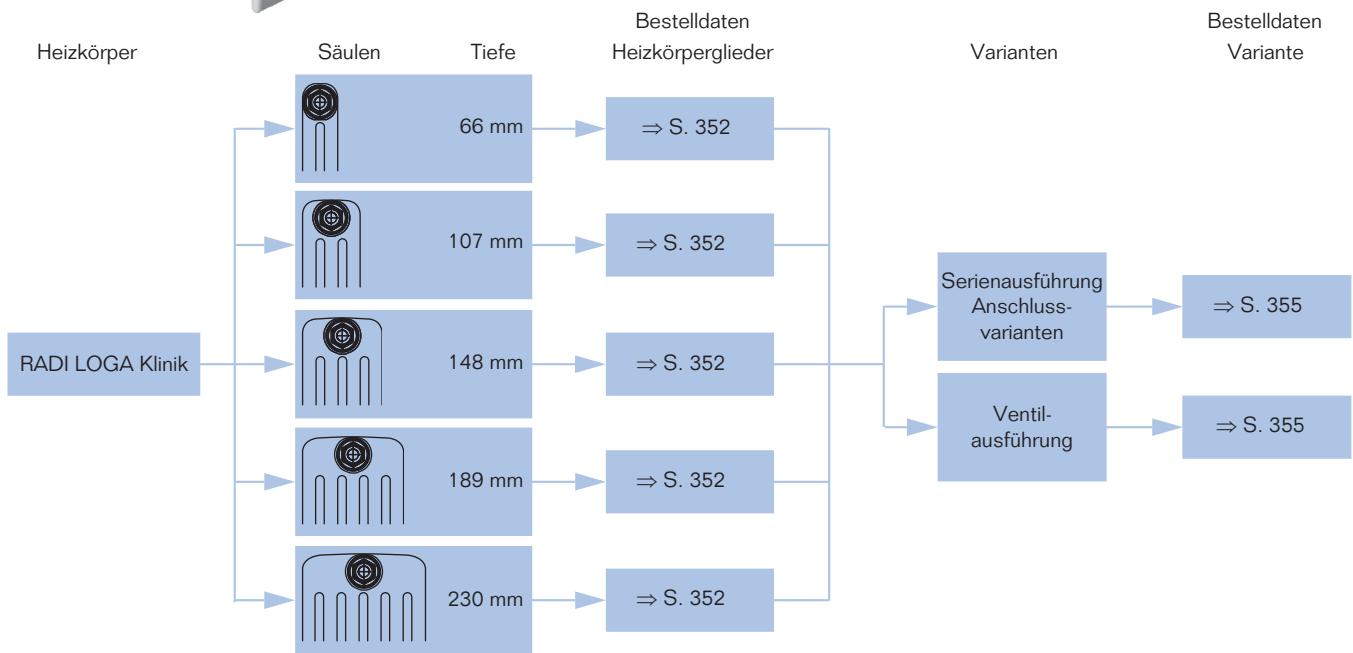 Bestelldaten
Bestelldaten
Heizkörper
Säulen
Tiefe
Heizkörperglieder
Varianten
Variante
66 mm
⇒ S. 352
107 mm
⇒ S. 352
Serienausführung
Anschluss-
varianten
⇒ S. 355
RADI LOGA Klinik
148 mm
⇒ S. 352
Ventil-
ausführung
⇒ S. 355
189 mm
⇒ S. 352
230 mm
⇒ S. 352